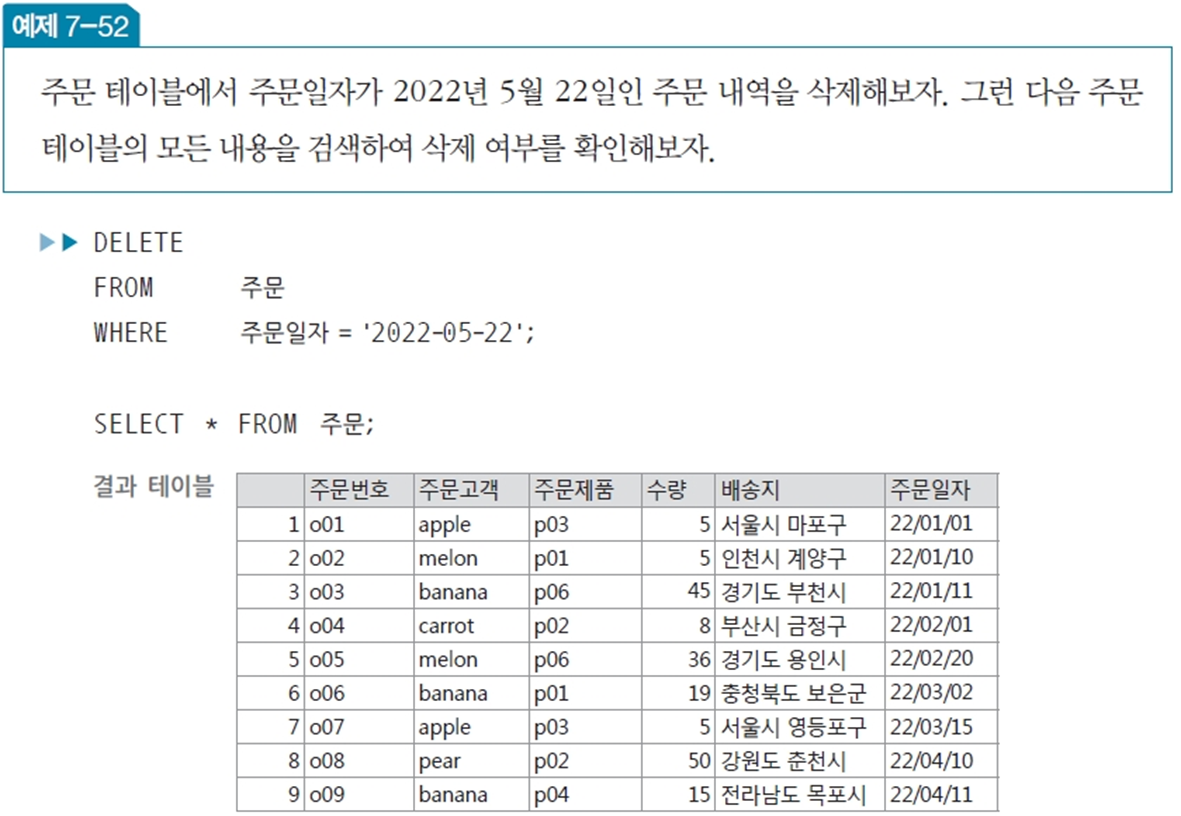 예제 7-52
주문 테이블에서 주문일자가 2022년 5월 22일인 주문 내역을 삭제해보자. 그런 다음 주문
테이블의 모든 내용을 검색하여 삭제 여부를 확인해보자.
DELETE
FROM 주문
WHERE 주문일자 = '2022-05-22';
SELECT * FROM 주문;
결과 테이블
주문번호 주문고객 주문제품 수량 배송지 주문일자
1 o01 apple p03 5 서울시 마포구 22/01/01
2 o02 melon p01 5 인천시 계양구 22/01/10
3 o03 banana p06 45 경기도 부천시 22/01/11
4 o04 carrot p02 8 부산시 금정구 22/02/01
5 o05 melon p06 36 경기도 용인시 22/02/20
6 o06 banana p01 19 충청북도 보은군 22/03/02
7 o07 apple p03 5 서울시 영등포구 22/03/15
8 o08 pear p02 50 강원도 춘천시 22/04/10
9 o09 banana p04 15 전라남도 목포시 22/04/11